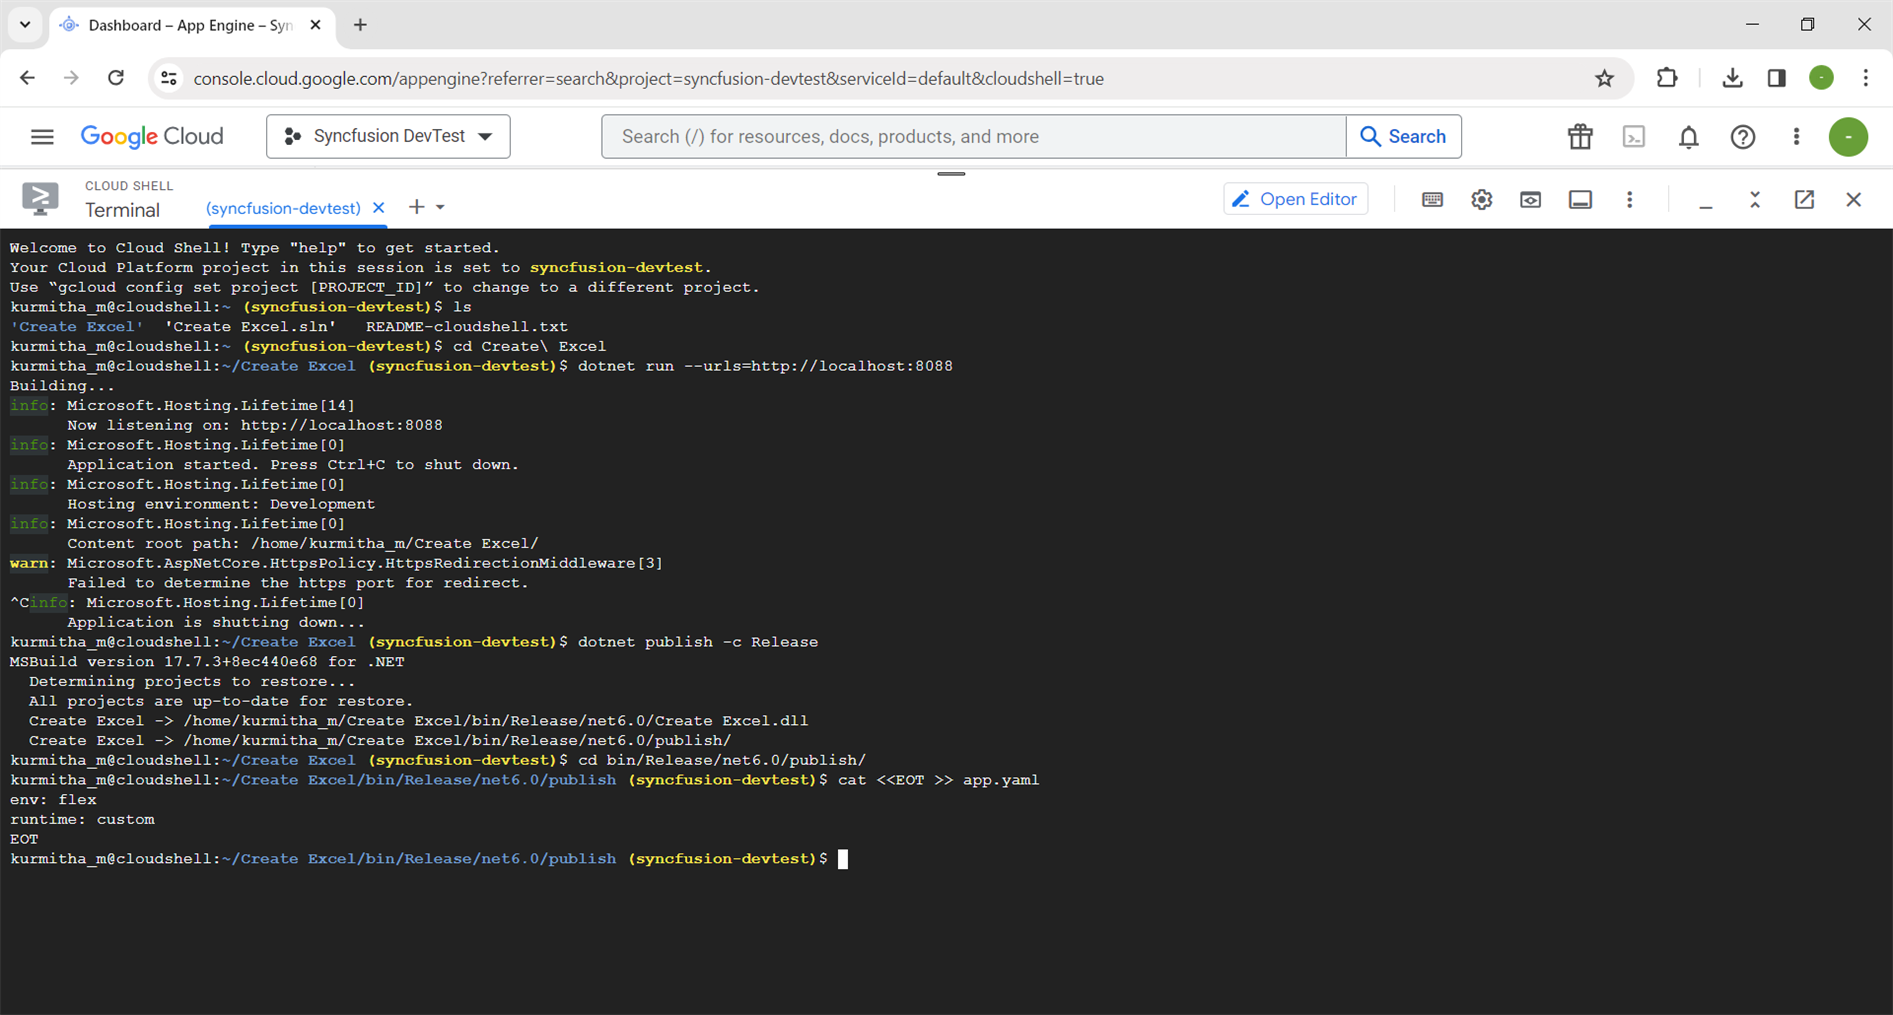 Dashboard – App Engine – Syn
console.cloud.google.com/appengine?referrer=search&project=syncfusion-devtest&serviceId=default&cloudshell=true
Google Cloud
Syncfusion DevTest
Search (/) for resources, docs, products, and more
Search
-
CLOUD SHELL
Terminal
(syncfusion-devtest)
Open Editor
Welcome to Cloud Shell! Type "help" to get started.
Your Cloud Platform project in this session is set to syncfusion-devtest.
Use “gcloud config set project [PROJECT_ID]” to change to a different project.
kurmitha_m@cloudshell:~ (syncfusion-devtest)$ ls
'Create Excel'  'Create Excel.sln'   README-cloudshell.txt
kurmitha_m@cloudshell:~ (syncfusion-devtest)$ cd Create\ Excel
kurmitha_m@cloudshell:~/Create Excel (syncfusion-devtest)$ dotnet run --urls=http://localhost:8088
Building...
info: Microsoft.Hosting.Lifetime[14]
      Now listening on: http://localhost:8088
info: Microsoft.Hosting.Lifetime[0]
      Application started. Press Ctrl+C to shut down.
info: Microsoft.Hosting.Lifetime[0]
      Hosting environment: Development
info: Microsoft.Hosting.Lifetime[0]
      Content root path: /home/kurmitha_m/Create Excel/
warn: Microsoft.AspNetCore.HttpsPolicy.HttpsRedirectionMiddleware[3]
      Failed to determine the https port for redirect.
^Cinfo: Microsoft.Hosting.Lifetime[0]
      Application is shutting down...
kurmitha_m@cloudshell:~/Create Excel (syncfusion-devtest)$ dotnet publish -c Release
MSBuild version 17.7.3+8ec440e68 for .NET
  Determining projects to restore...
  All projects are up-to-date for restore.
  Create Excel -> /home/kurmitha_m/Create Excel/bin/Release/net6.0/Create Excel.dll
  Create Excel -> /home/kurmitha_m/Create Excel/bin/Release/net6.0/publish/
kurmitha_m@cloudshell:~/Create Excel (syncfusion-devtest)$ cd bin/Release/net6.0/publish/
kurmitha_m@cloudshell:~/Create Excel/bin/Release/net6.0/publish (syncfusion-devtest)$ cat <<EOT >> app.yaml
env: flex
runtime: custom
EOT
kurmitha_m@cloudshell:~/Create Excel/bin/Release/net6.0/publish (syncfusion-devtest)$